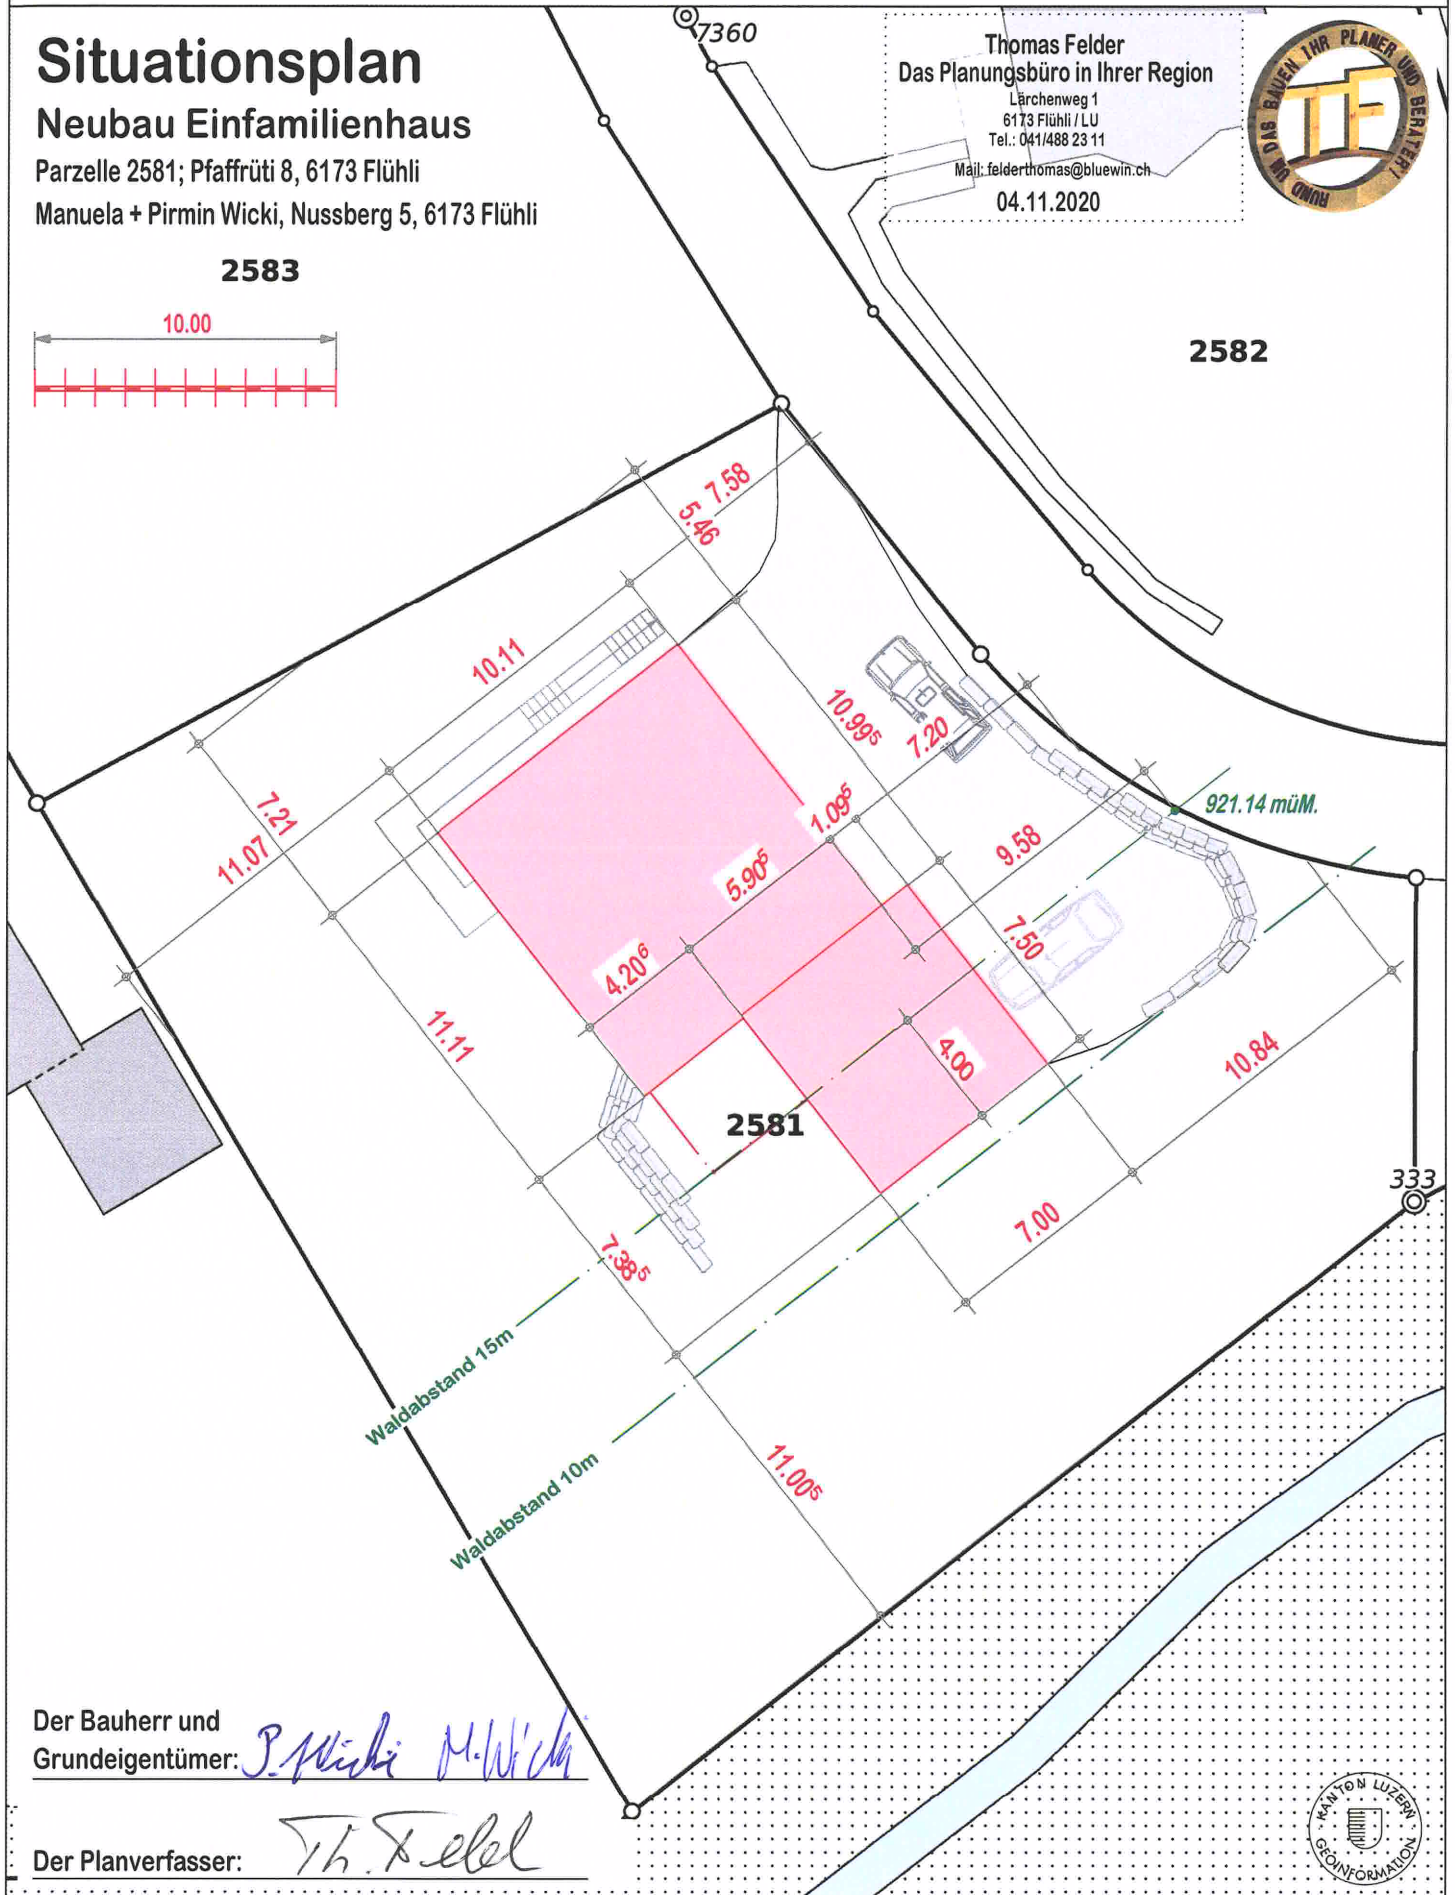 Situationsplan
Neubau Einfamilienhaus
Parzelle 2581; Pfaffrüti 8, 6173 Flühli
Manuela + Pirmin Wicki, Nussberg 5, 6173 Flühli
7360
Thomas Felder
Das Planungsbüro in Ihrer Region
Lärchenweg 1
6173 Flühli / LU
Tel.: 041/488 23 11
Mail: felderthomas@bluewin.ch
04.11.2020
RUND UM DAS BAUEN IHR PLANER UND BERATER!
TF
2583
10.00
2582
7.58
5.46
10.11
10.99⁵
7.20
921.14 müM.
7.21
11.07
1.09⁵
9.58
5.90⁵
7.50
4.20⁶
11.11
4.00
10.84
2581
333
7.00
7.38⁵
Waldabstand 15m
Waldabstand 10m
11.00⁵
Der Bauherr und
Grundeigentümer: P. Wicki M. Wicki
Der Planverfasser: Th. Felder
KANTON LUZERN
GEOINFORMATION